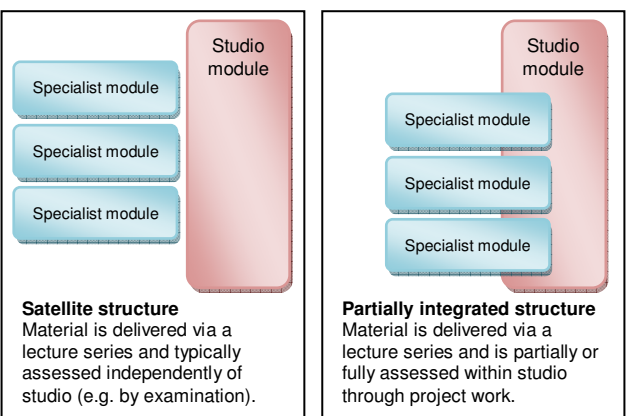 Studio
module
Specialist module
Specialist module
Specialist module
Satellite structure
Material is delivered via a
lecture series and typically
assessed independently of
studio (e.g. by examination).
Studio
module
Specialist module
Specialist module
Specialist module
Partially integrated structure
Material is delivered via a
lecture series and is partially or
fully assessed within studio
through project work.